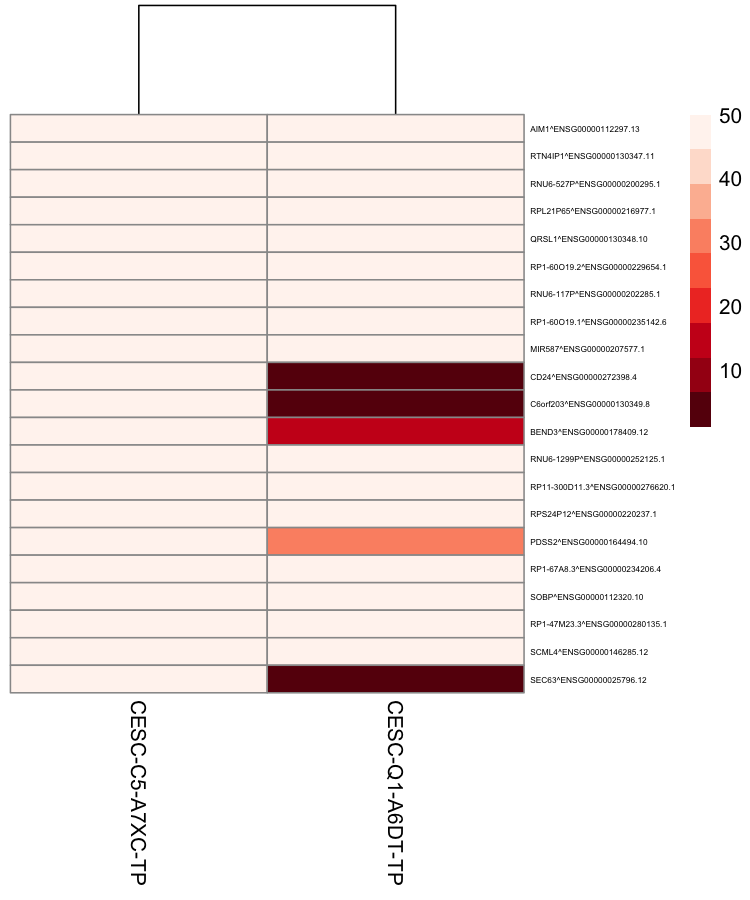 AIM1^ENSG00000112297.13
RTN4IP1^ENSG00000130347.11
RNU6-527P^ENSG00000200295.1
RPL21P65^ENSG00000216977.1
QRSL1^ENSG00000130348.10
RP1-60O19.2^ENSG00000229654.1
RNU6-117P^ENSG00000202285.1
RP1-60O19.1^ENSG00000235142.6
MIR587^ENSG00000207577.1
CD24^ENSG00000272398.4
C6orf203^ENSG00000130349.8
BEND3^ENSG00000178409.12
RNU6-1299P^ENSG00000252125.1
RP11-300D11.3^ENSG00000276620.1
RPS24P12^ENSG00000220237.1
PDSS2^ENSG00000164494.10
RP1-67A8.3^ENSG00000234206.4
SOBP^ENSG00000112320.10
RP1-47M23.3^ENSG00000280135.1
SCML4^ENSG00000146285.12
SEC63^ENSG00000025796.12
50
40
30
20
10
CESC-C5-A7XC-TP
CESC-Q1-A6DT-TP